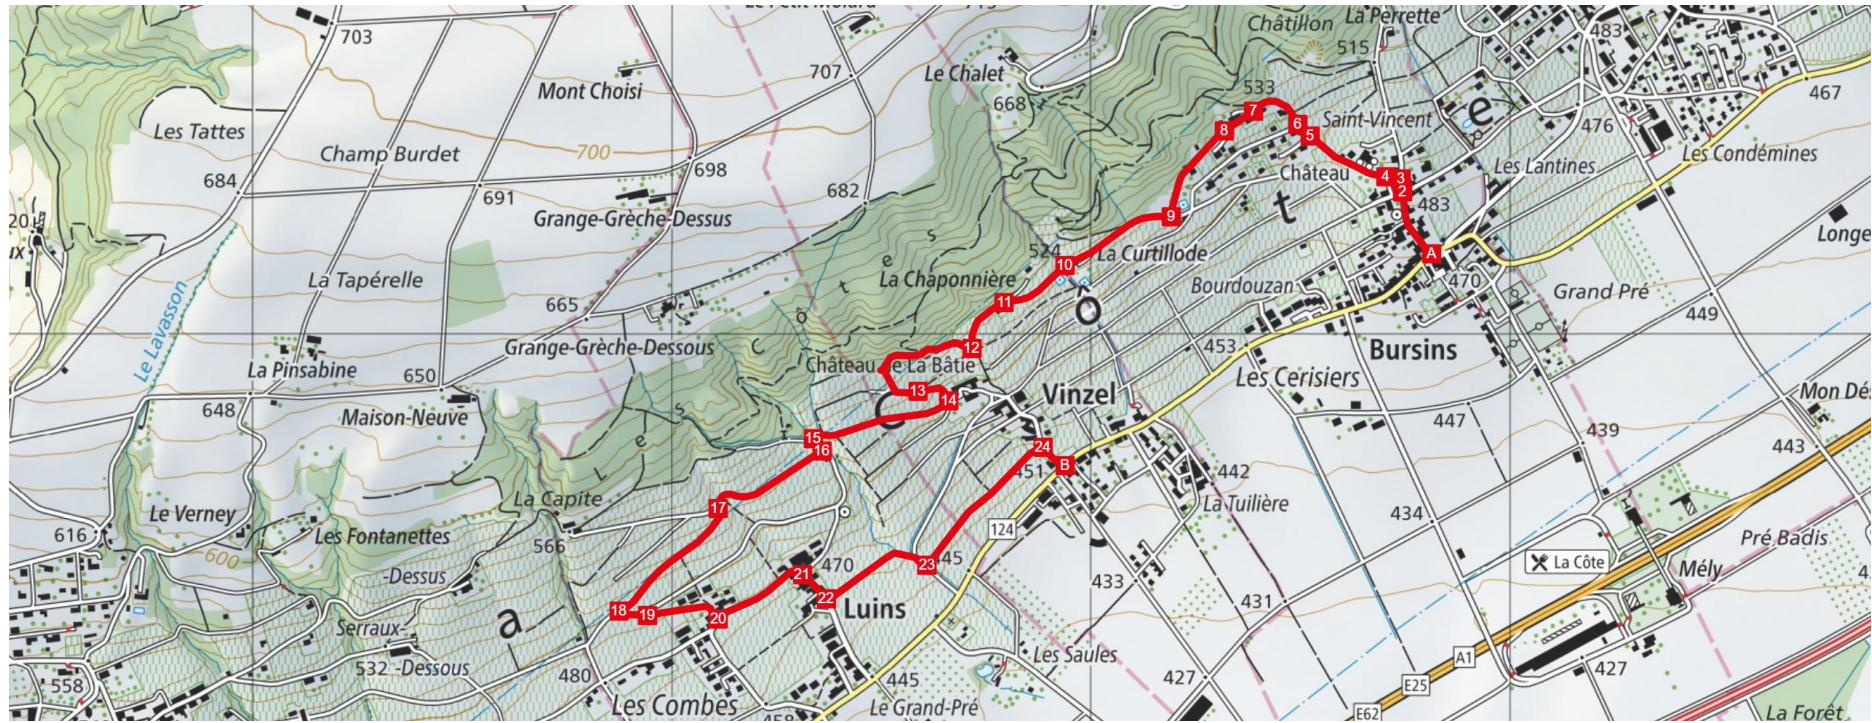 703
Châtillon
La Perrette
483
515
Le Chalet
707
Mont Choisi
668
533
467
7
8
6
5
Saint-Vincent
e
476
Les Tattes
700
Champ Burdet
698
Les Condémines
Les Lantines
684
691
682
Château
4
3
2
483
t
Grange-Grèche-Dessus
9
20
s
e
t
ô
C
524
La Curtillode
A
Longe
10
La Tapérelle
La Chaponnière
470
Bourdouzan
Grand Pré
Le Lavasson
665
11
O
449
Grange-Grèche-Dessous
12
453
Bursins
La Pinsabine
Château de La Bâtie
650
13
14
C
Vinzel
Les Cerisiers
Mon Dés
648
Maison-Neuve
447
s
e
L
15
16
24
B
451
439
443
442
La Capite
17
La Tuilière
Le Verney
124
434
616
Les Fontanettes
-Dessus
566
600
Pré Badis
La Côte
470
21
23
45
433
Mély
22
18
19
20
Luins
431
a
Serraux-
-Dessous
532
Les Saules
558
480
445
427
427
A1
E25
E62
Les Combes
458
Le Grand-Pré
La Forêt